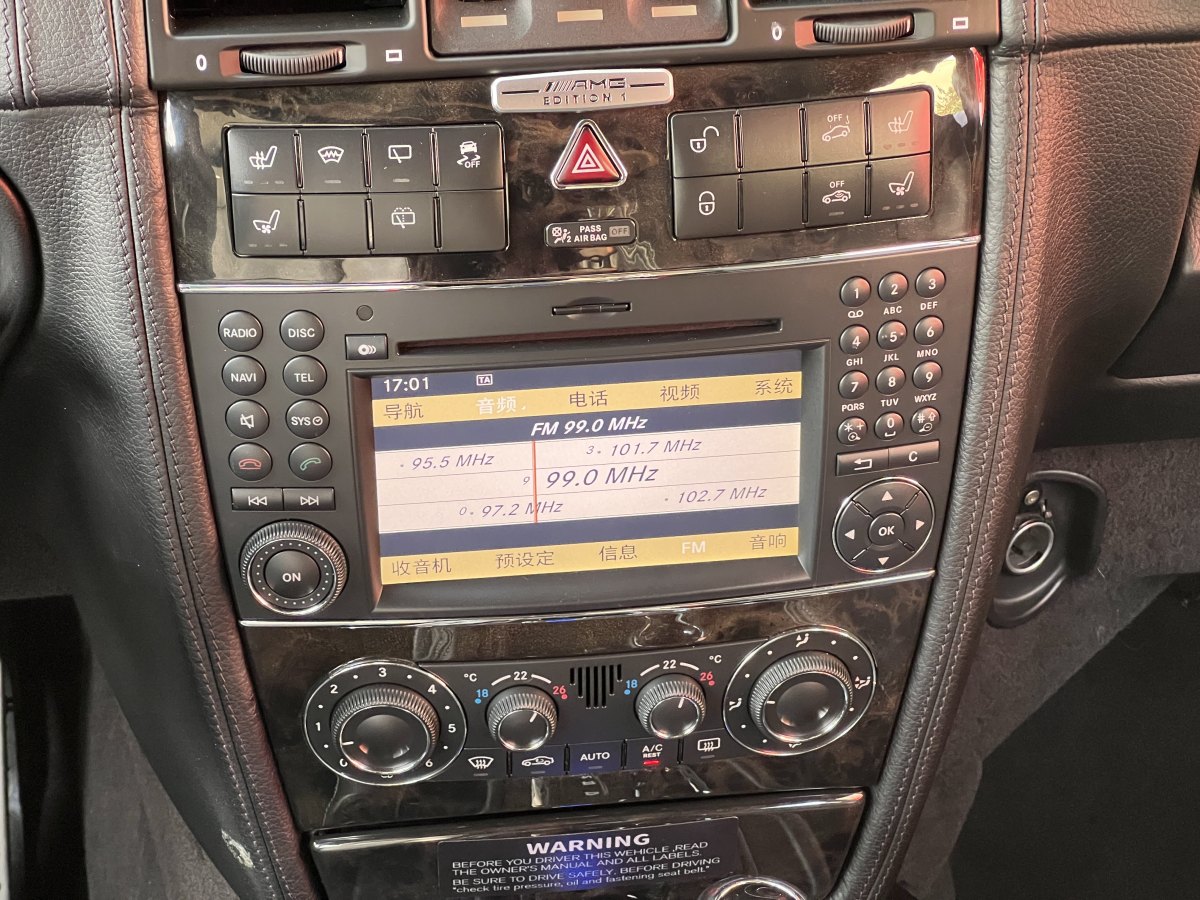 0
0
AMG
EDITION 1
OFF
OFF
OFF
PASS
AIR BAG OFF
2
RADIO
DISC
NAVI
TEL
SYS
ON
17:01
TA
导航
音频
电话
视频
系统
FM 99.0 MHz
95.5 MHz
3 101.7 MHz
9 99.0 MHz
0 97.2 MHz
102.7 MHz
收音机
预设定
信息
FM
音响
1
2
ABC
3
DEF
4
GHI
5
JKL
6
MNO
7
PQRS
8
TUV
9
WXYZ
*
+
0
#
C
OK
0
1
2
3
4
5
6
°C
18
22
26
18
22
26
°C
AUTO
A/C
REST
WARNING
BEFORE YOU DRIVER THIS WEHICLE ,READ
THE OWNER'S MANUAL AND ALL LABELS.
BE SURE TO DRIVE SAFELY. BEFORE DRIVING
"check tire pressure, oil and fastening seat belt."